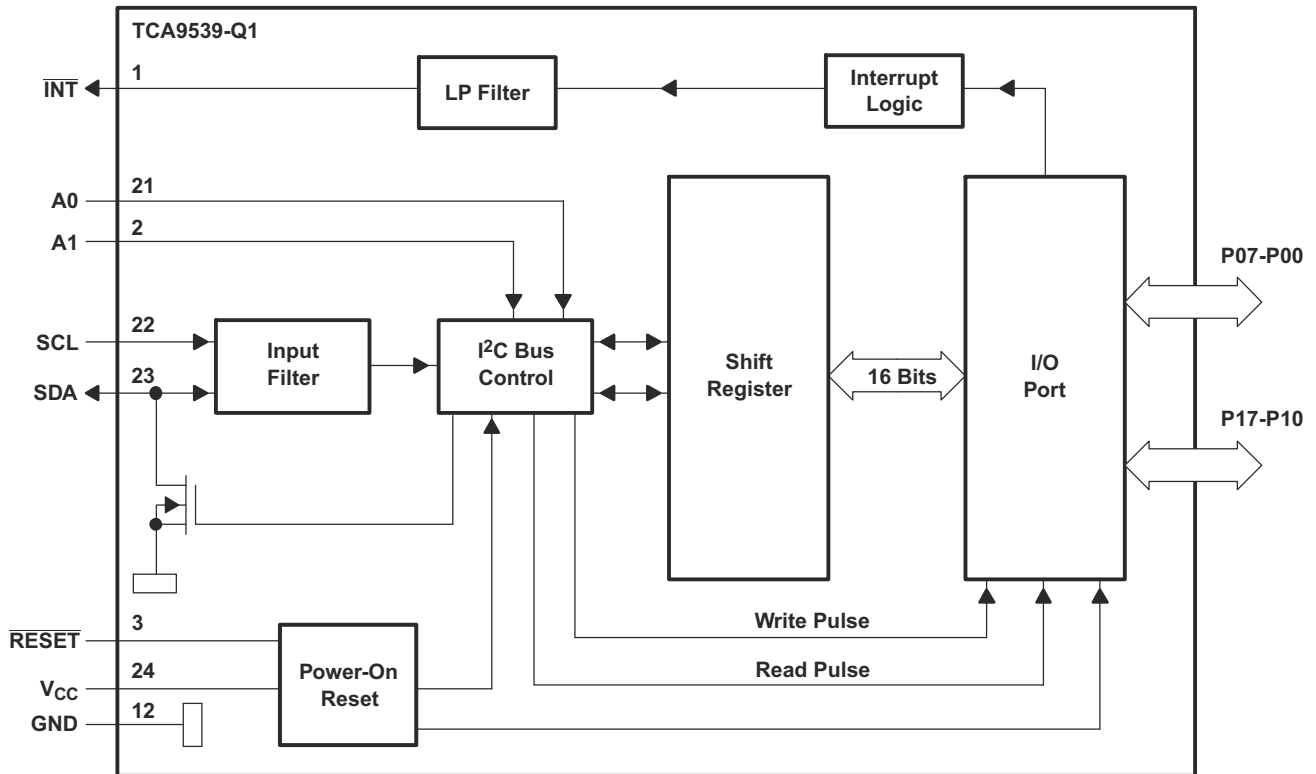 TCA9539-Q1
INT
1
LP Filter
Interrupt
Logic
A0
21
A1
2
P07-P00
SCL
22
SDA
23
Input
Filter
I²C Bus
Control
Shift
Register
16 Bits
I/O
Port
P17-P10
RESET
3
VCC
24
GND
12
Power-On
Reset
Write Pulse
Read Pulse